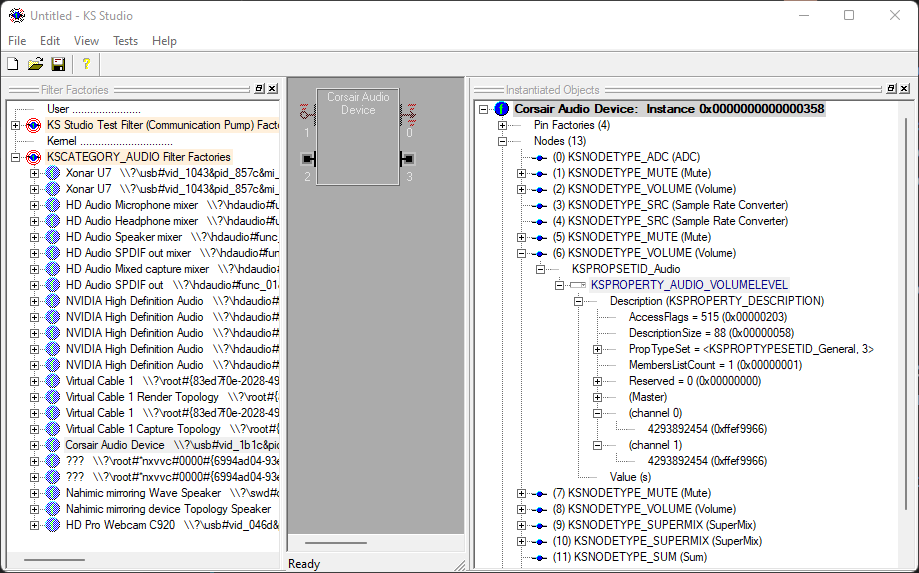 Untitled - KS Studio
File Edit View Tests Help
Filter Factories
User ......................
KS Studio Test Filter (Communication Pump) Facto
Kernel .............................
KSCATEGORY_AUDIO Filter Factories
Xonar U7 \\?\usb#vid_1043&pid_857c&mi_
Xonar U7 \\?\usb#vid_1043&pid_857c&mi_
HD Audio Microphone mixer \\?\hdaudio#fu
HD Audio Headphone mixer \\?\hdaudio#fur
HD Audio Speaker mixer \\?\hdaudio#func_
HD Audio SPDIF out mixer \\?\hdaudio#fur
HD Audio Mixed capture mixer \\?\hdaudio
HD Audio SPDIF out \\?\hdaudio#func_01
NVIDIA High Definition Audio \\?\hdaudio#
NVIDIA High Definition Audio \\?\hdaudio#
NVIDIA High Definition Audio \\?\hdaudio#
NVIDIA High Definition Audio \\?\hdaudio#
NVIDIA High Definition Audio \\?\hdaudio#
Virtual Cable 1 \\?\root#{83ed7f0e-2028-49
Virtual Cable 1 Render Topology \\?\root#
Virtual Cable 1 \\?\root#{83ed7f0e-2028-49
Virtual Cable 1 Capture Topology \\?\root#
Corsair Audio Device \\?\usb#vid_1b1c&pid
??? \\?\root#*nxvvc#0000#{6994ad04-93e
??? \\?\root#*nxvvc#0000#{6994ad04-93e
Nahimic mirroring Wave Speaker \\?\swd#
Nahimic mirroring device Topology Speaker
HD Pro Webcam C920 \\?\usb#vid_046d&
Corsair Audio
Device
1 0
2 3
Ready
Instantiated Objects
Corsair Audio Device: Instance 0x0000000000000358
Pin Factories (4)
Nodes (13)
(0) KSNODETYPE_ADC (ADC)
(1) KSNODETYPE_MUTE (Mute)
(2) KSNODETYPE_VOLUME (Volume)
(3) KSNODETYPE_SRC (Sample Rate Converter)
(4) KSNODETYPE_SRC (Sample Rate Converter)
(5) KSNODETYPE_MUTE (Mute)
(6) KSNODETYPE_VOLUME (Volume)
KSPROPSETID_Audio
KSPROPERTY_AUDIO_VOLUMELEVEL
Description (KSPROPERTY_DESCRIPTION)
AccessFlags = 515 (0x00000203)
DescriptionSize = 88 (0x00000058)
PropTypeSet = <KSPROPTYPESETID_General, 3>
MembersListCount = 1 (0x00000001)
Reserved = 0 (0x00000000)
(Master)
(channel 0)
4293892454 (0xffef9966)
(channel 1)
4293892454 (0xffef9966)
Value (s)
(7) KSNODETYPE_MUTE (Mute)
(8) KSNODETYPE_VOLUME (Volume)
(9) KSNODETYPE_SUPERMIX (SuperMix)
(10) KSNODETYPE_SUPERMIX (SuperMix)
(11) KSNODETYPE_SUM (Sum)